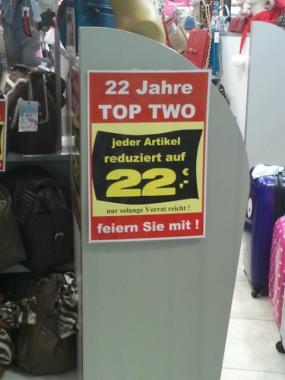 22 Jahre
TOP TWO
jeder Artikel
reduziert auf
22,-€
nur solange Vorrat reicht !
feiern Sie mit !